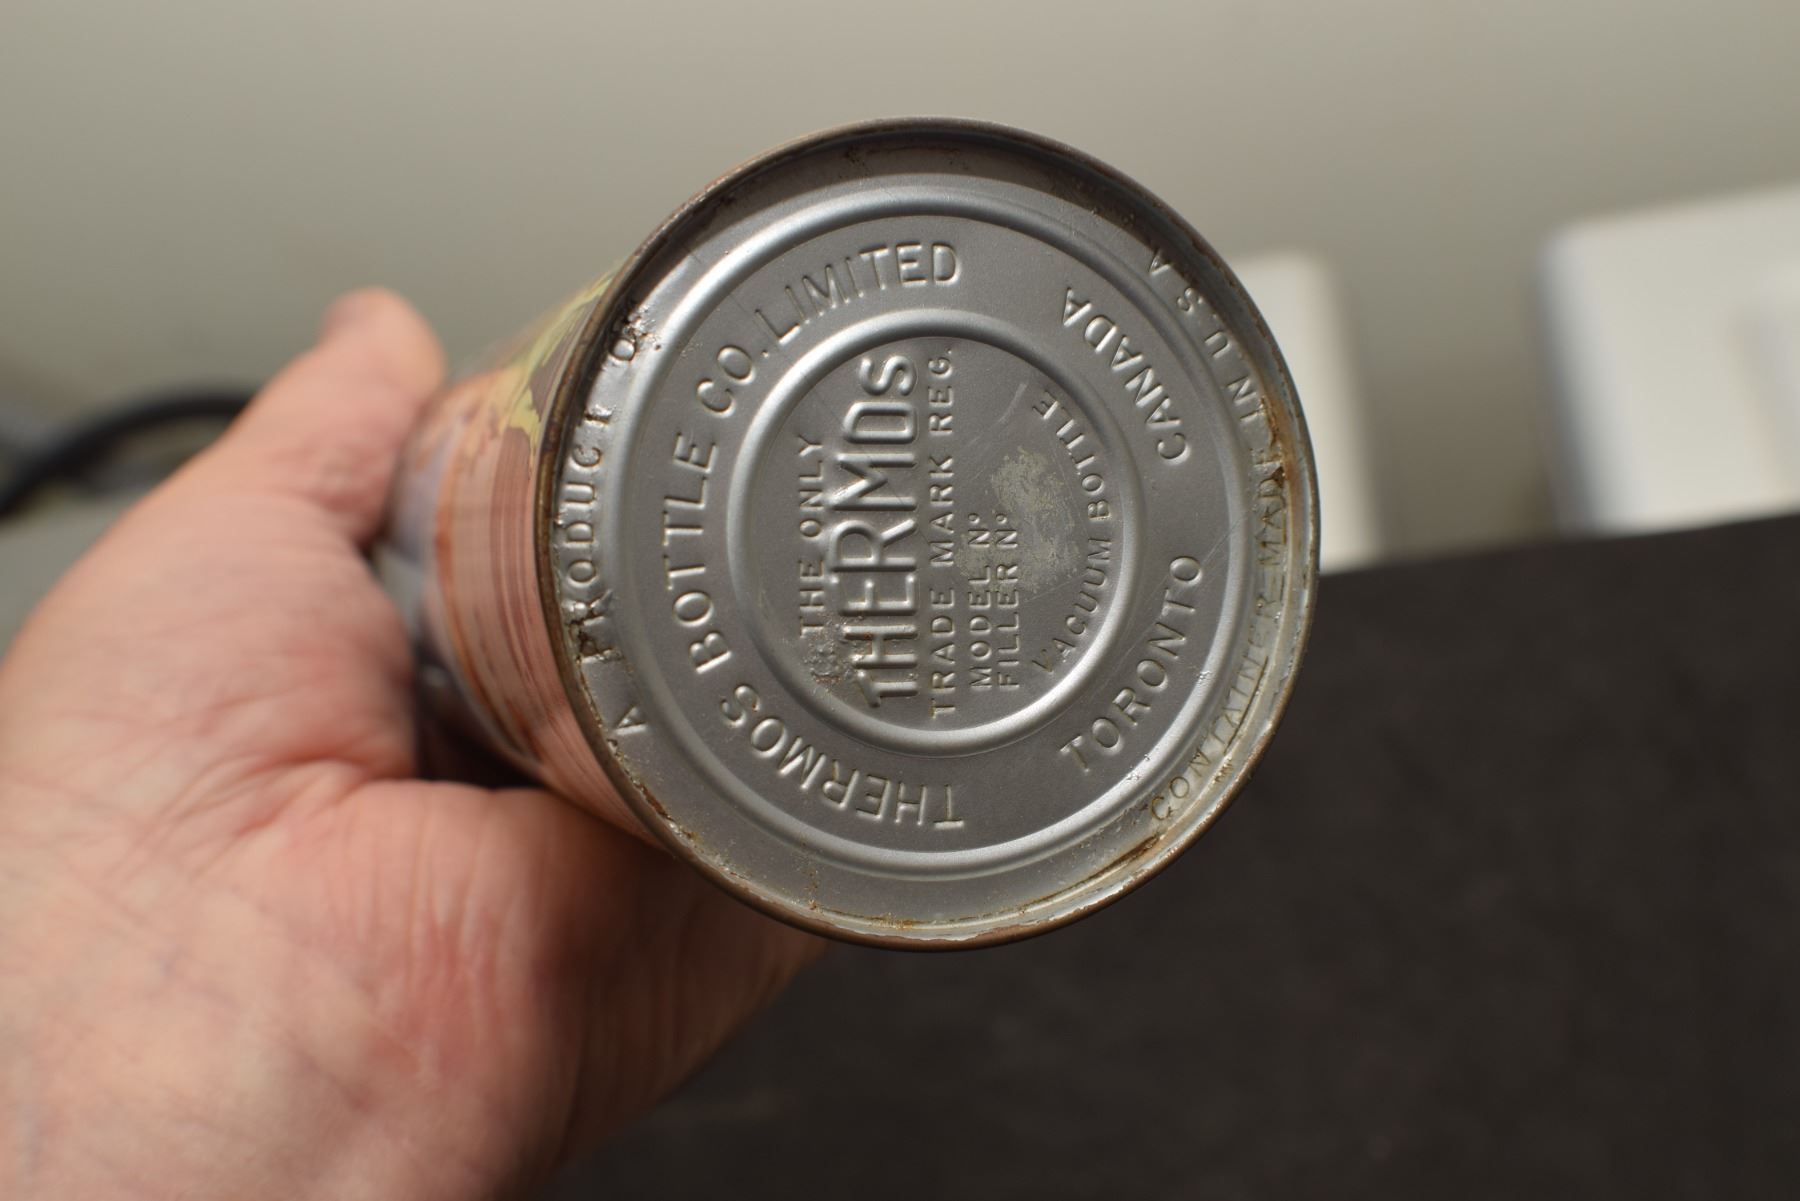 A PRODUCT OF
THERMOS BOTTLE CO. LIMITED
TORONTO CANADA
CONTAINER MADE IN U.S.A
THE ONLY
THERMOS
TRADE MARK REG.
MODEL Nº
FILLER Nº
VACUUM BOTTLE